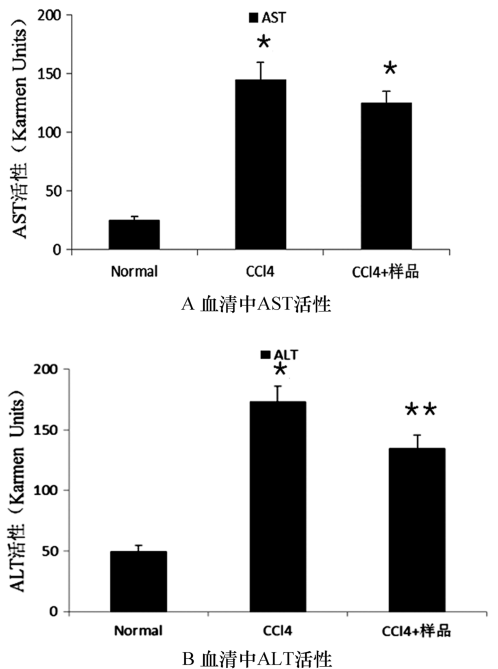 AST
200
150
100
50
0
AST活性（Karmen Units）
*
*
Normal
CCl4
CCl4+样品
A 血清中AST活性
ALT
200
150
100
50
0
ALT活性（Karmen Units）
*
**
Normal
CCl4
CCl4+样品
B 血清中ALT活性